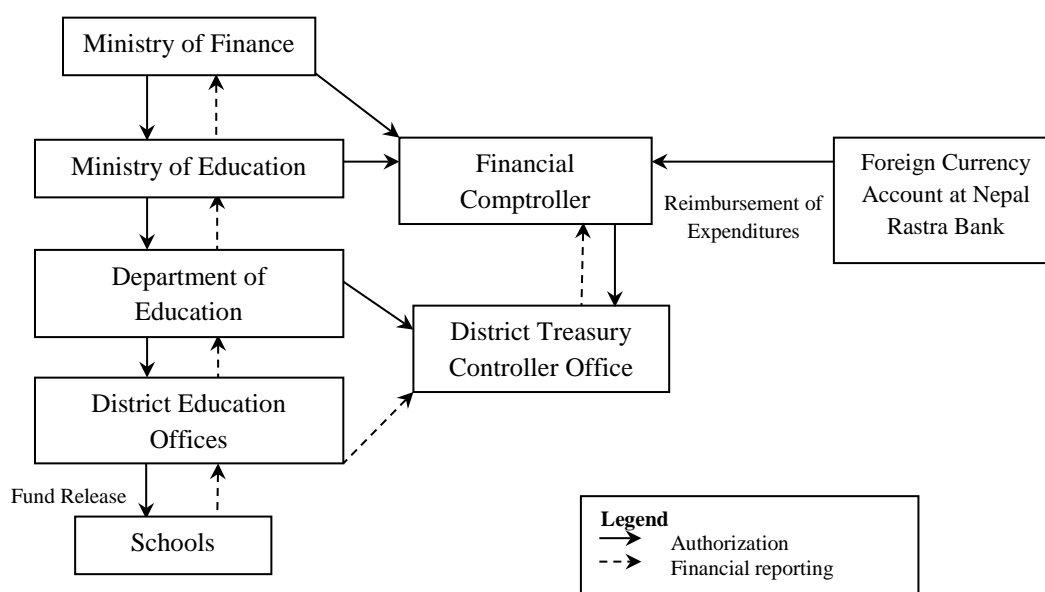 Ministry of Finance
Ministry of Education
Financial
Comptroller
Foreign Currency
Account at Nepal
Rastra Bank
Reimbursement of
Expenditures
Department of
Education
District Treasury
Controller Office
District Education
Offices
Fund Release
Schools
Legend
Authorization
Financial reporting